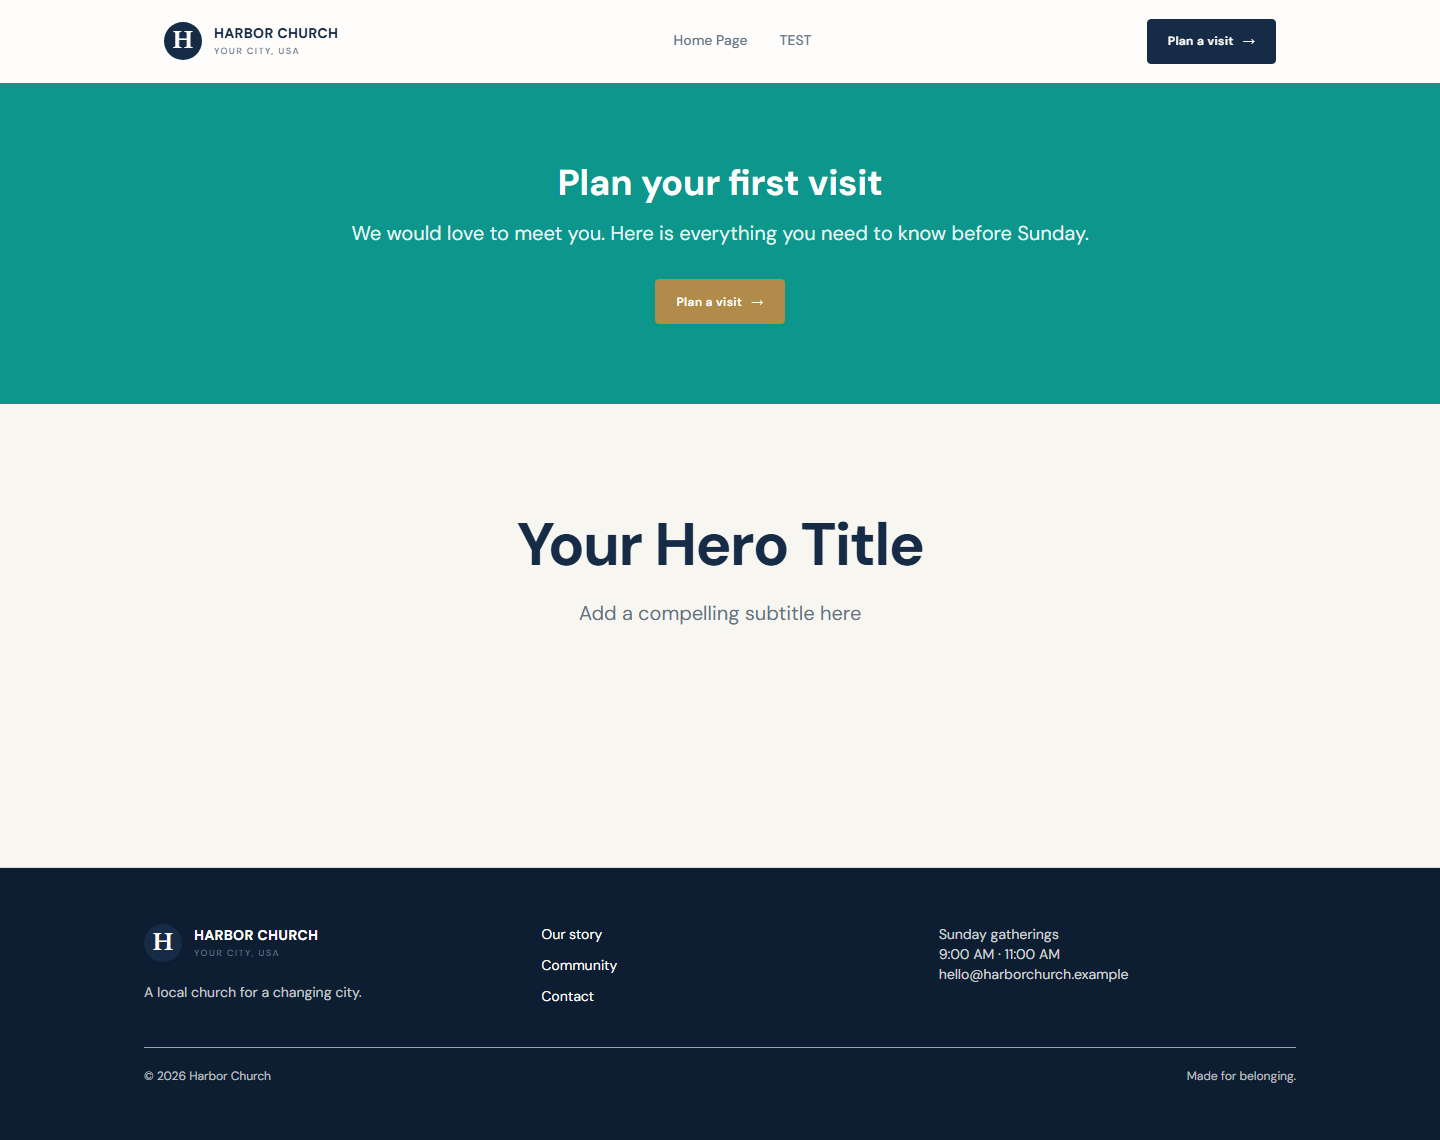 H
HARBOR CHURCH
YOUR CITY, USA
Home Page
TEST
Plan a visit →
Plan your first visit
We would love to meet you. Here is everything you need to know before Sunday.
Plan a visit →
Your Hero Title
Add a compelling subtitle here
H
HARBOR CHURCH
YOUR CITY, USA
A local church for a changing city.
Our story
Community
Contact
Sunday gatherings
9:00 AM · 11:00 AM
hello@harborchurch.example
© 2026 Harbor Church
Made for belonging.